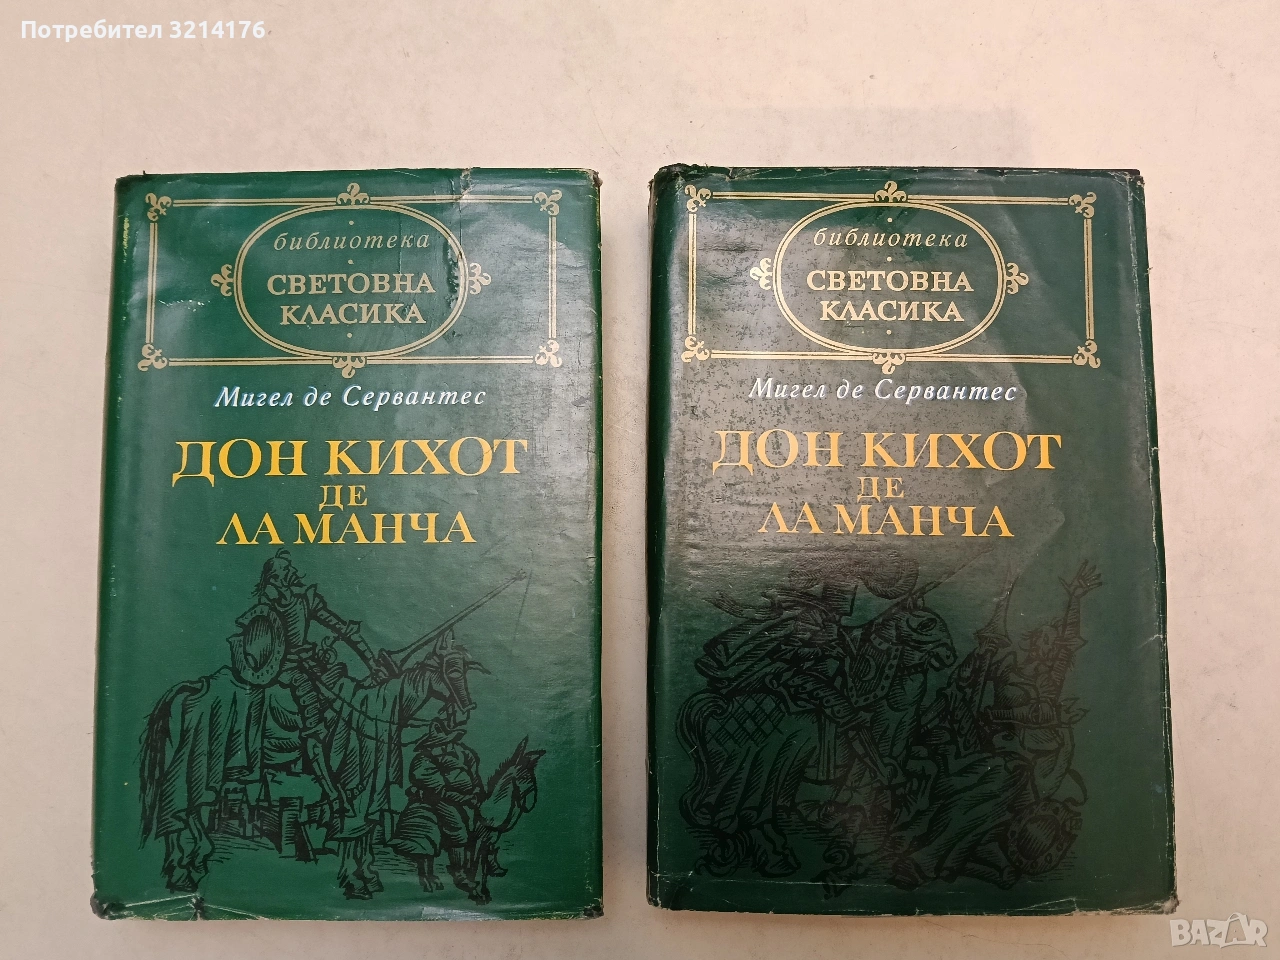 Потребител 3214176
библиотека
СВЕТОВНА
КЛАСИКА
Мигел де Сервантес
ДОН КИХОТ
ДЕ
ЛА МАНЧА
библиотека
СВЕТОВНА
КЛАСИКА
Мигел де Сервантес
ДОН КИХОТ
ДЕ
ЛА МАНЧА
BAZAR